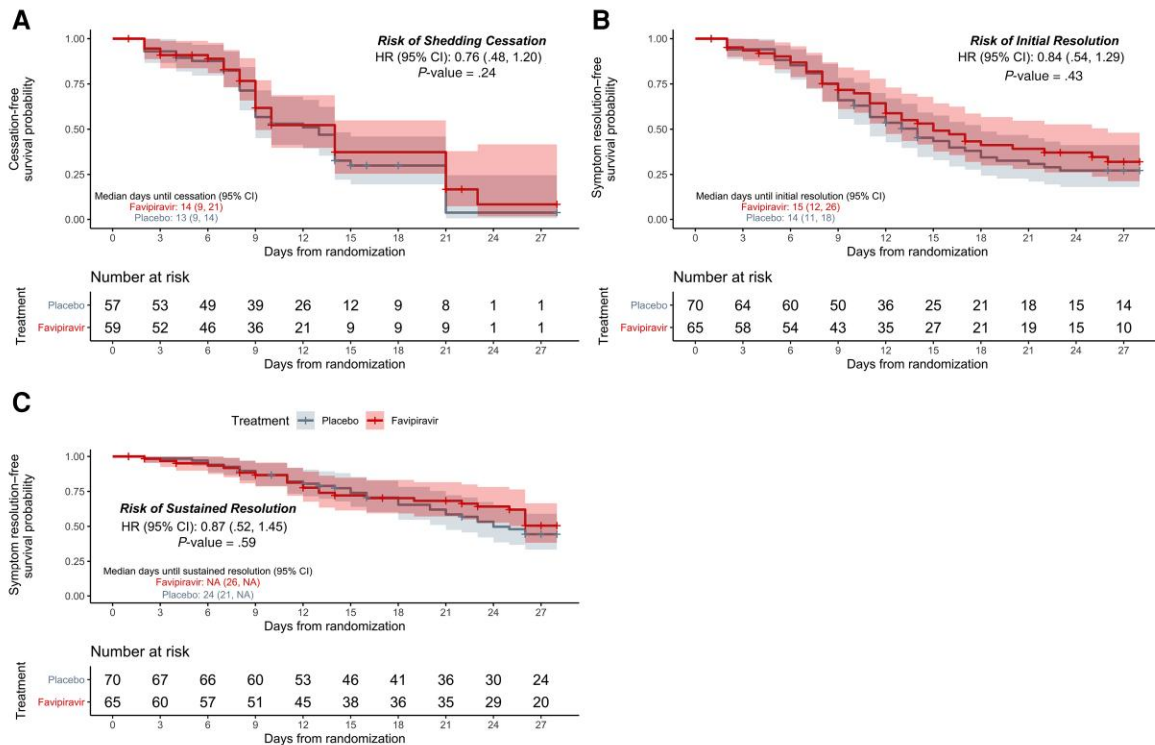 A
Cessation-free
survival probability
1.00
0.75
0.50
0.25
0.00
Risk of Shedding Cessation
HR (95% CI): 0.76 (.48, 1.20)
P-value = .24
Median days until cessation (95% CI)
Favipiravir: 14 (9, 21)
Placebo: 13 (9, 14)
0 3 6 9 12 15 18 21 24 27
Days from randomization
Number at risk
Treatment
Placebo 57 53 49 39 26 12 9 8 1 1
Favipiravir 59 52 46 36 21 9 9 9 1 1
0 3 6 9 12 15 18 21 24 27
Days from randomization
B
Symptom resolution-free
survival probability
1.00
0.75
0.50
0.25
0.00
Risk of Initial Resolution
HR (95% CI): 0.84 (.54, 1.29)
P-value = .43
Median days until initial resolution (95% CI)
Favipiravir: 15 (12, 26)
Placebo: 14 (11, 18)
0 3 6 9 12 15 18 21 24 27
Days from randomization
Number at risk
Treatment
Placebo 70 64 60 50 36 25 21 18 15 14
Favipiravir 65 58 54 43 35 27 21 19 15 10
0 3 6 9 12 15 18 21 24 27
Days from randomization
C
Treatment Placebo Favipiravir
Symptom resolution-free
survival probability
1.00
0.75
0.50
0.25
0.00
Risk of Sustained Resolution
HR (95% CI): 0.87 (.52, 1.45)
P-value = .59
Median days until sustained resolution (95% CI)
Favipiravir: NA (26, NA)
Placebo: 24 (21, NA)
0 3 6 9 12 15 18 21 24 27
Days from randomization
Number at risk
Treatment
Placebo 70 67 66 60 53 46 41 36 30 24
Favipiravir 65 60 57 51 45 38 36 35 29 20
0 3 6 9 12 15 18 21 24 27
Days from randomization